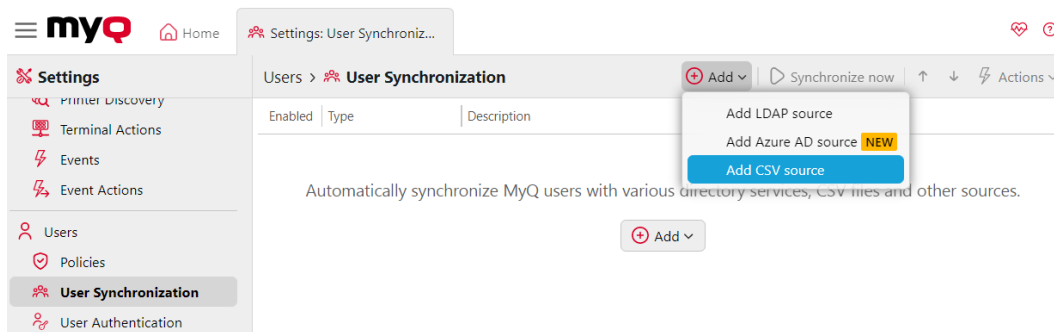 myQ
Home
Settings: User Synchroniz...
Settings
Users > User Synchronization
Add
Synchronize now
Actions
Printer Discovery
Terminal Actions
Events
Event Actions
Users
Policies
User Synchronization
User Authentication
Enabled Type Description
Add LDAP source
Add Azure AD source NEW
Add CSV source
Automatically synchronize MyQ users with various directory services, CSV files and other sources.
Add